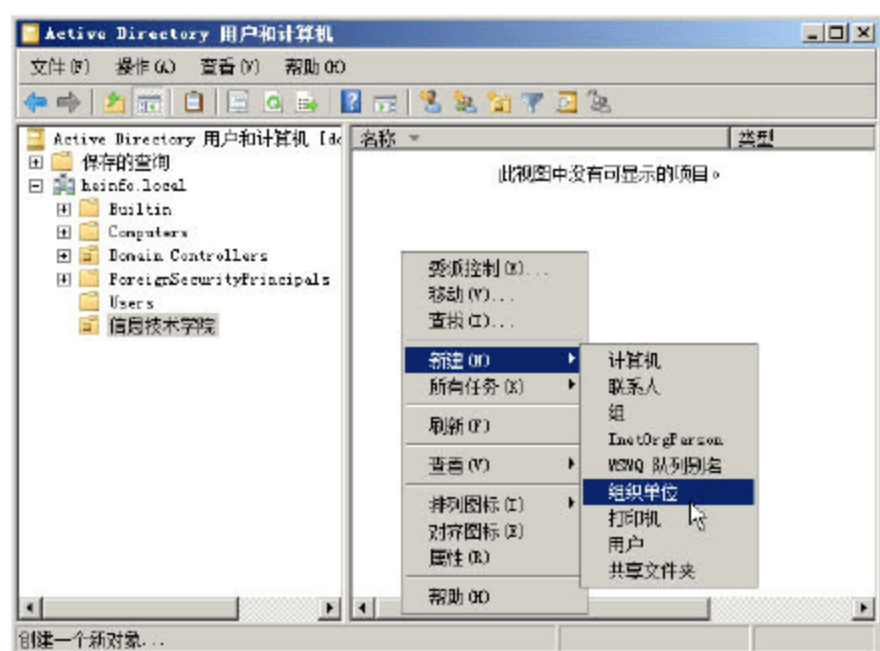 Active Directory 用户和计算机
文件(F) 操作(A) 查看(V) 帮助(H)
Active Directory 用户和计算机 [dc
名称 类型
保存的查询
此视图中没有可显示的项目。
heinfo.local
Builtin
Computers
Domain Controllers
ForeignSecurityPrincipals
Users
信息技术学院
委派控制(E)...
移动(V)...
查找(I)...
新建(N)
所有任务(K)
刷新(F)
查看(V)
排列图标(I)
对齐图标(E)
属性(R)
帮助(H)
计算机
联系人
组
InetOrgPerson
MSMQ 队列别名
组织单位
打印机
用户
共享文件夹
创建一个新对象...